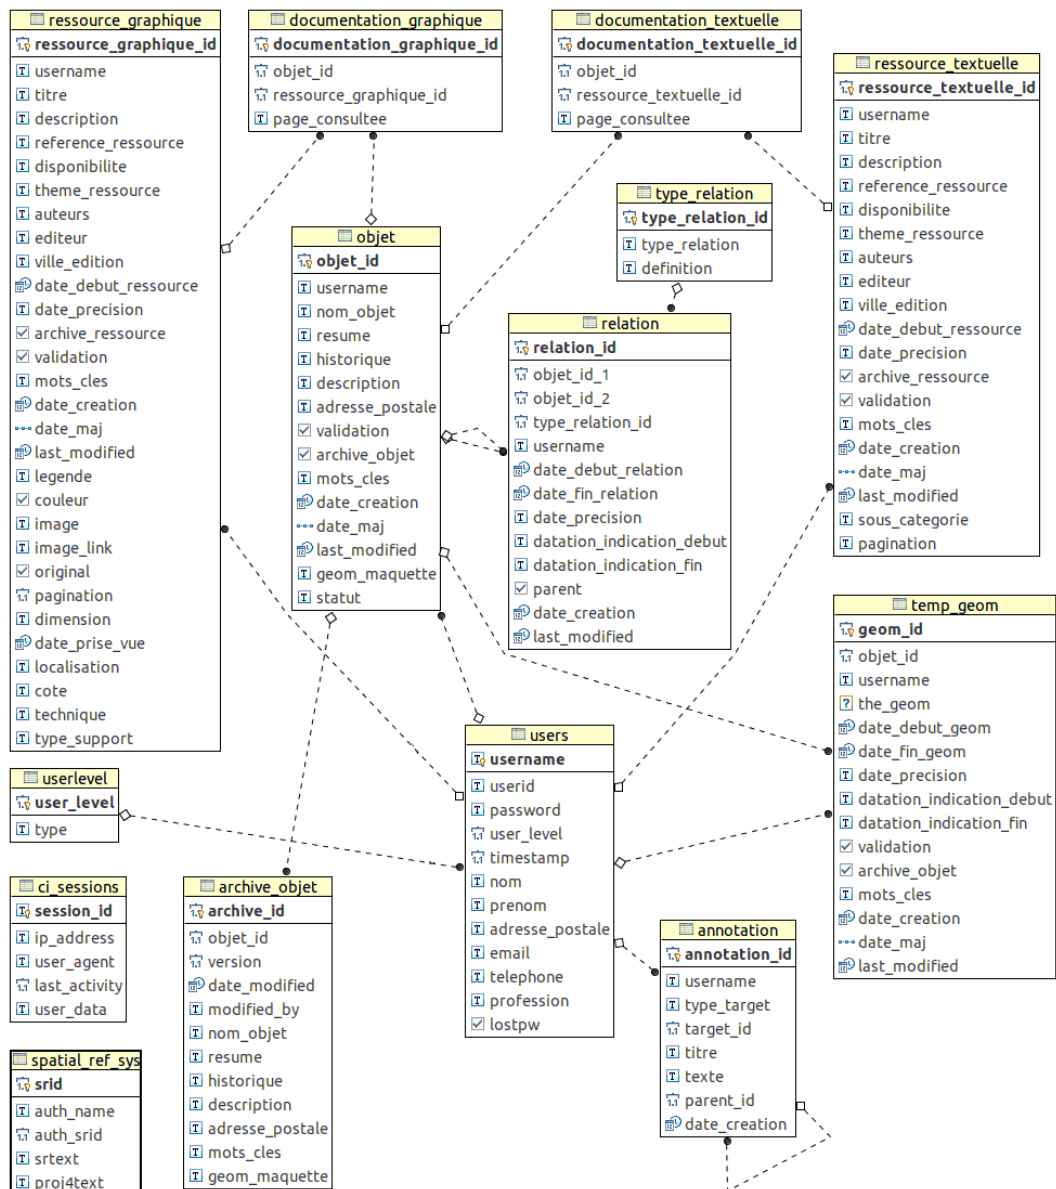 ressource_graphique
ressource_graphique_id
username
titre
description
reference_ressource
disponibilite
theme_ressource
auteurs
editeur
ville_edition
date_debut_ressource
date_precision
archive_ressource
validation
mots_cles
date_creation
date_maj
last_modified
legende
couleur
image
image_link
original
pagination
dimension
date_prise_vue
localisation
cote
technique
type_support
documentation_graphique
documentation_graphique_id
objet_id
ressource_graphique_id
page_consultee
documentation_textuelle
documentation_textuelle_id
objet_id
ressource_textuelle_id
page_consultee
ressource_textuelle
ressource_textuelle_id
username
titre
description
reference_ressource
disponibilite
theme_ressource
auteurs
editeur
ville_edition
date_debut_ressource
date_precision
archive_ressource
validation
mots_cles
date_creation
date_maj
last_modified
sous_categorie
pagination
type_relation
type_relation_id
type_relation
definition
objet
objet_id
username
nom_objet
resume
historique
description
adresse_postale
validation
archive_objet
mots_cles
date_creation
date_maj
last_modified
geom_maquette
statut
relation
relation_id
objet_id_1
objet_id_2
type_relation_id
username
date_debut_relation
date_fin_relation
date_precision
datation_indication_debut
datation_indication_fin
parent
date_creation
last_modified
temp_geom
geom_id
objet_id
username
the_geom
date_debut_geom
date_fin_geom
date_precision
datation_indication_debut
datation_indication_fin
validation
archive_objet
mots_cles
date_creation
date_maj
last_modified
users
username
userid
password
user_level
timestamp
nom
prenom
adresse_postale
email
telephone
profession
lostpw
userlevel
user_level
type
ci_sessions
session_id
ip_address
user_agent
last_activity
user_data
archive_objet
archive_id
objet_id
version
date_modified
modified_by
nom_objet
resume
historique
description
adresse_postale
mots_cles
geom_maquette
annotation
annotation_id
username
type_target
target_id
titre
texte
parent_id
date_creation
spatial_ref_sys
srid
auth_name
auth_srid
srtext
proj4text